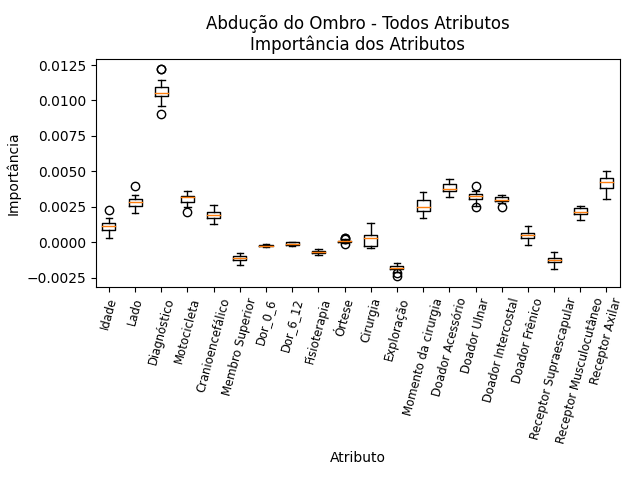 Abdução do Ombro - Todos Atributos
Importância dos Atributos
Importância
0.0125
0.0100
0.0075
0.0050
0.0025
0.0000
−0.0025
Idade
Lado
Diagnóstico
Motocicleta
Cranioencefálico
Membro Superior
Dor_0_6
Dor_6_12
Fisioterapia
Órtese
Cirurgia
Exploração
Momento da cirurgia
Doador Acessório
Doador Ulnar
Doador Intercostal
Doador Frênico
Receptor Supraescapular
Receptor Musculocutâneo
Receptor Axilar
Atributo